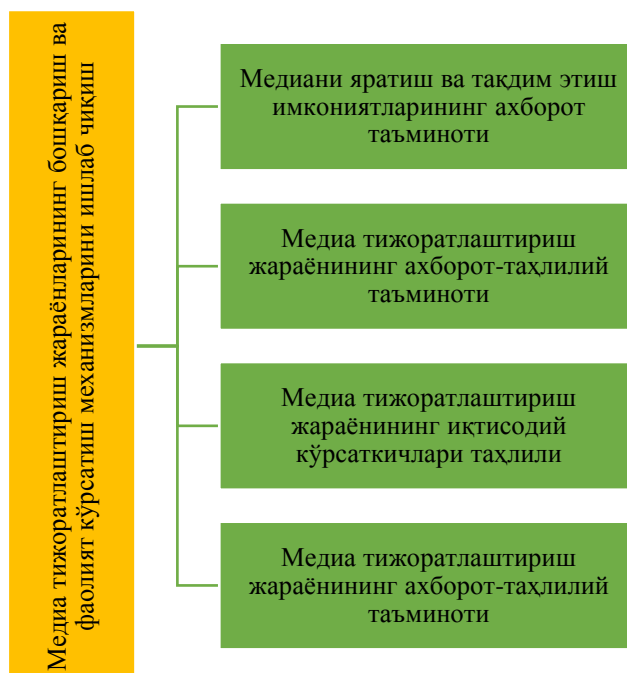 Медиа тижоратлаштириш жараёнларининг бошқариш ва
фаолият кўрсатиш механизмларини ишлаб чиқиш
Медиани яратиш ва тақдим этиш
имкониятларининг ахборот
таъминоти
Медиа тижоратлаштириш
жараёнининг ахборот-таҳлилий
таъминоти
Медиа тижоратлаштириш
жараёнининг иқтисодий
кўрсаткичлари таҳлили
Медиа тижоратлаштириш
жараёнининг ахборот-таҳлилий
таъминоти